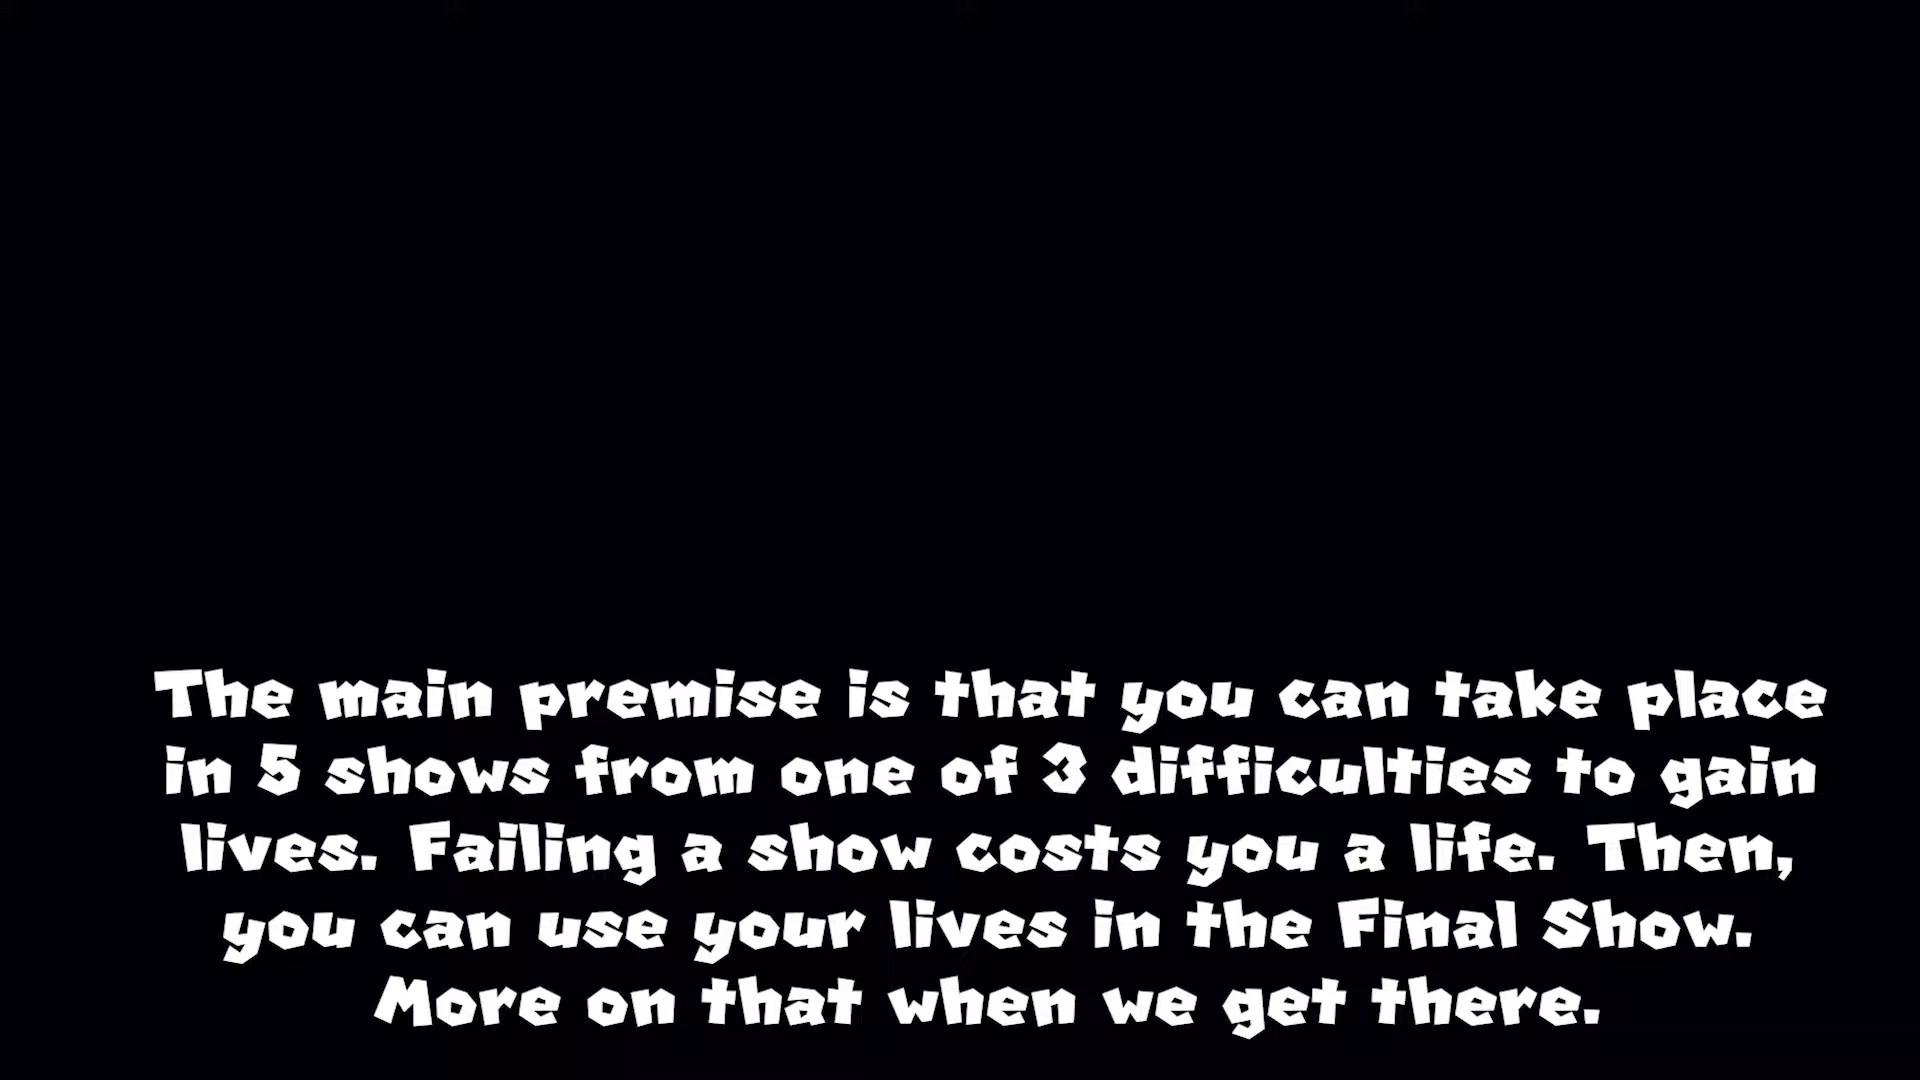 The main premise is that you can take place
in 5 shows from one of 3 difficulties to gain
lives. Failing a show costs you a life. Then,
you can use your lives in the Final Show.
More on that when we get there.